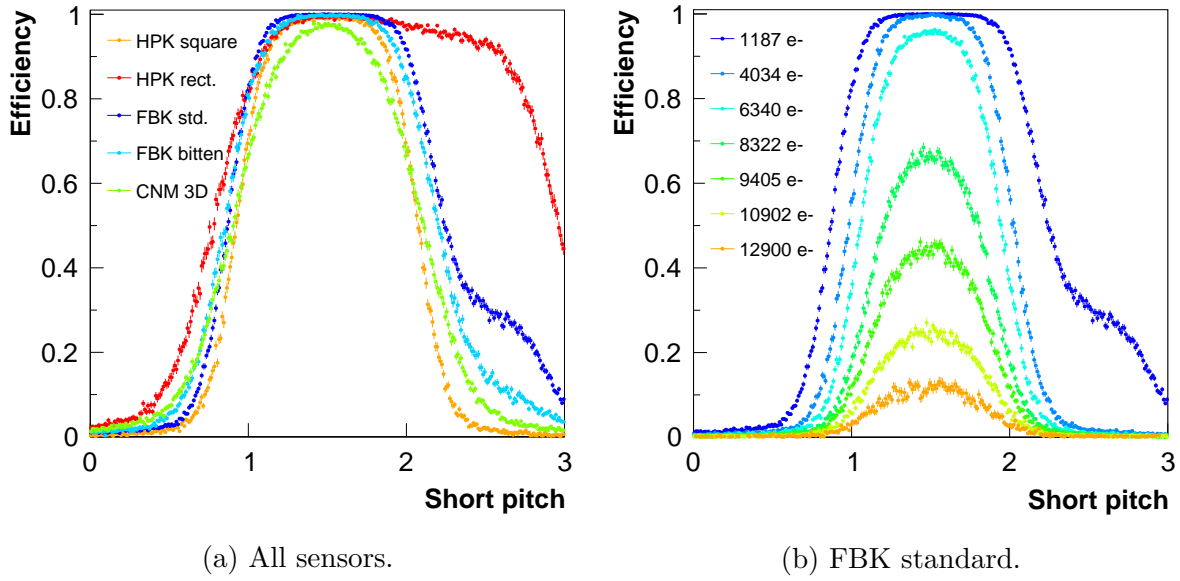 Efficiency
1
0.8
0.6
0.4
0.2
0
HPK square
HPK rect.
FBK std.
FBK bitten
CNM 3D
0 1 2 3
Short pitch
(a) All sensors.
Efficiency
1
0.8
0.6
0.4
0.2
0
1187 e-
4034 e-
6340 e-
8322 e-
9405 e-
10902 e-
12900 e-
0 1 2 3
Short pitch
(b) FBK standard.